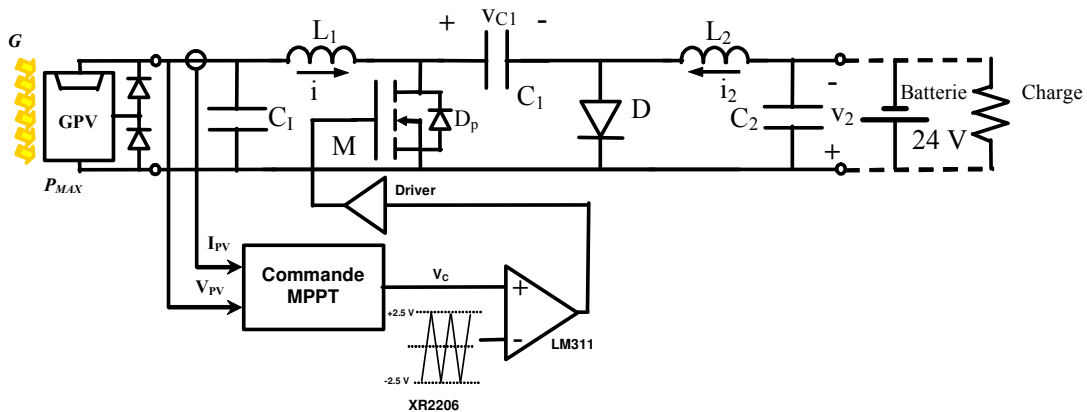 + vC1 -
G
L1
L2
GPV
i
C1
i2
-
Batterie
Charge
CI
M
Dp
D
C2
v2
24 V
+
PMAX
Driver
IPV
VPV
Commande
MPPT
VC
+
-
LM311
+2.5 V
-2.5 V
XR2206